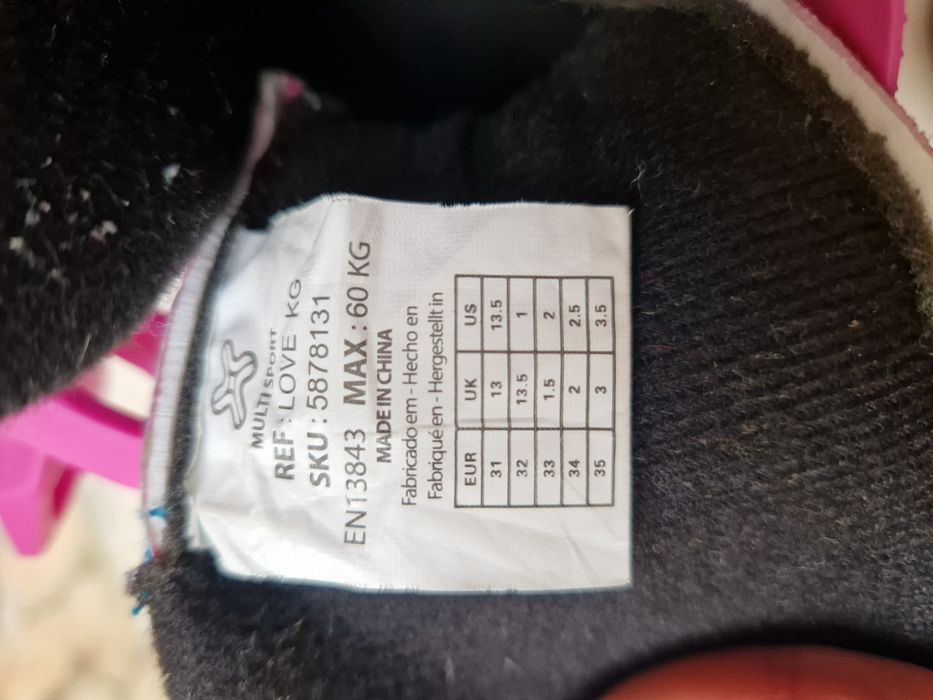 MULTI SPORT
REF : LOVE KG
SKU : 5878131
EN13843 MAX : 60 KG
MADE IN CHINA
Fabricado em - Hecho en
Fabriqué en - Hergestellt in
EUR UK US
31 13 13.5
32 13.5 1
33 1.5 2
34 2 2.5
35 3 3.5